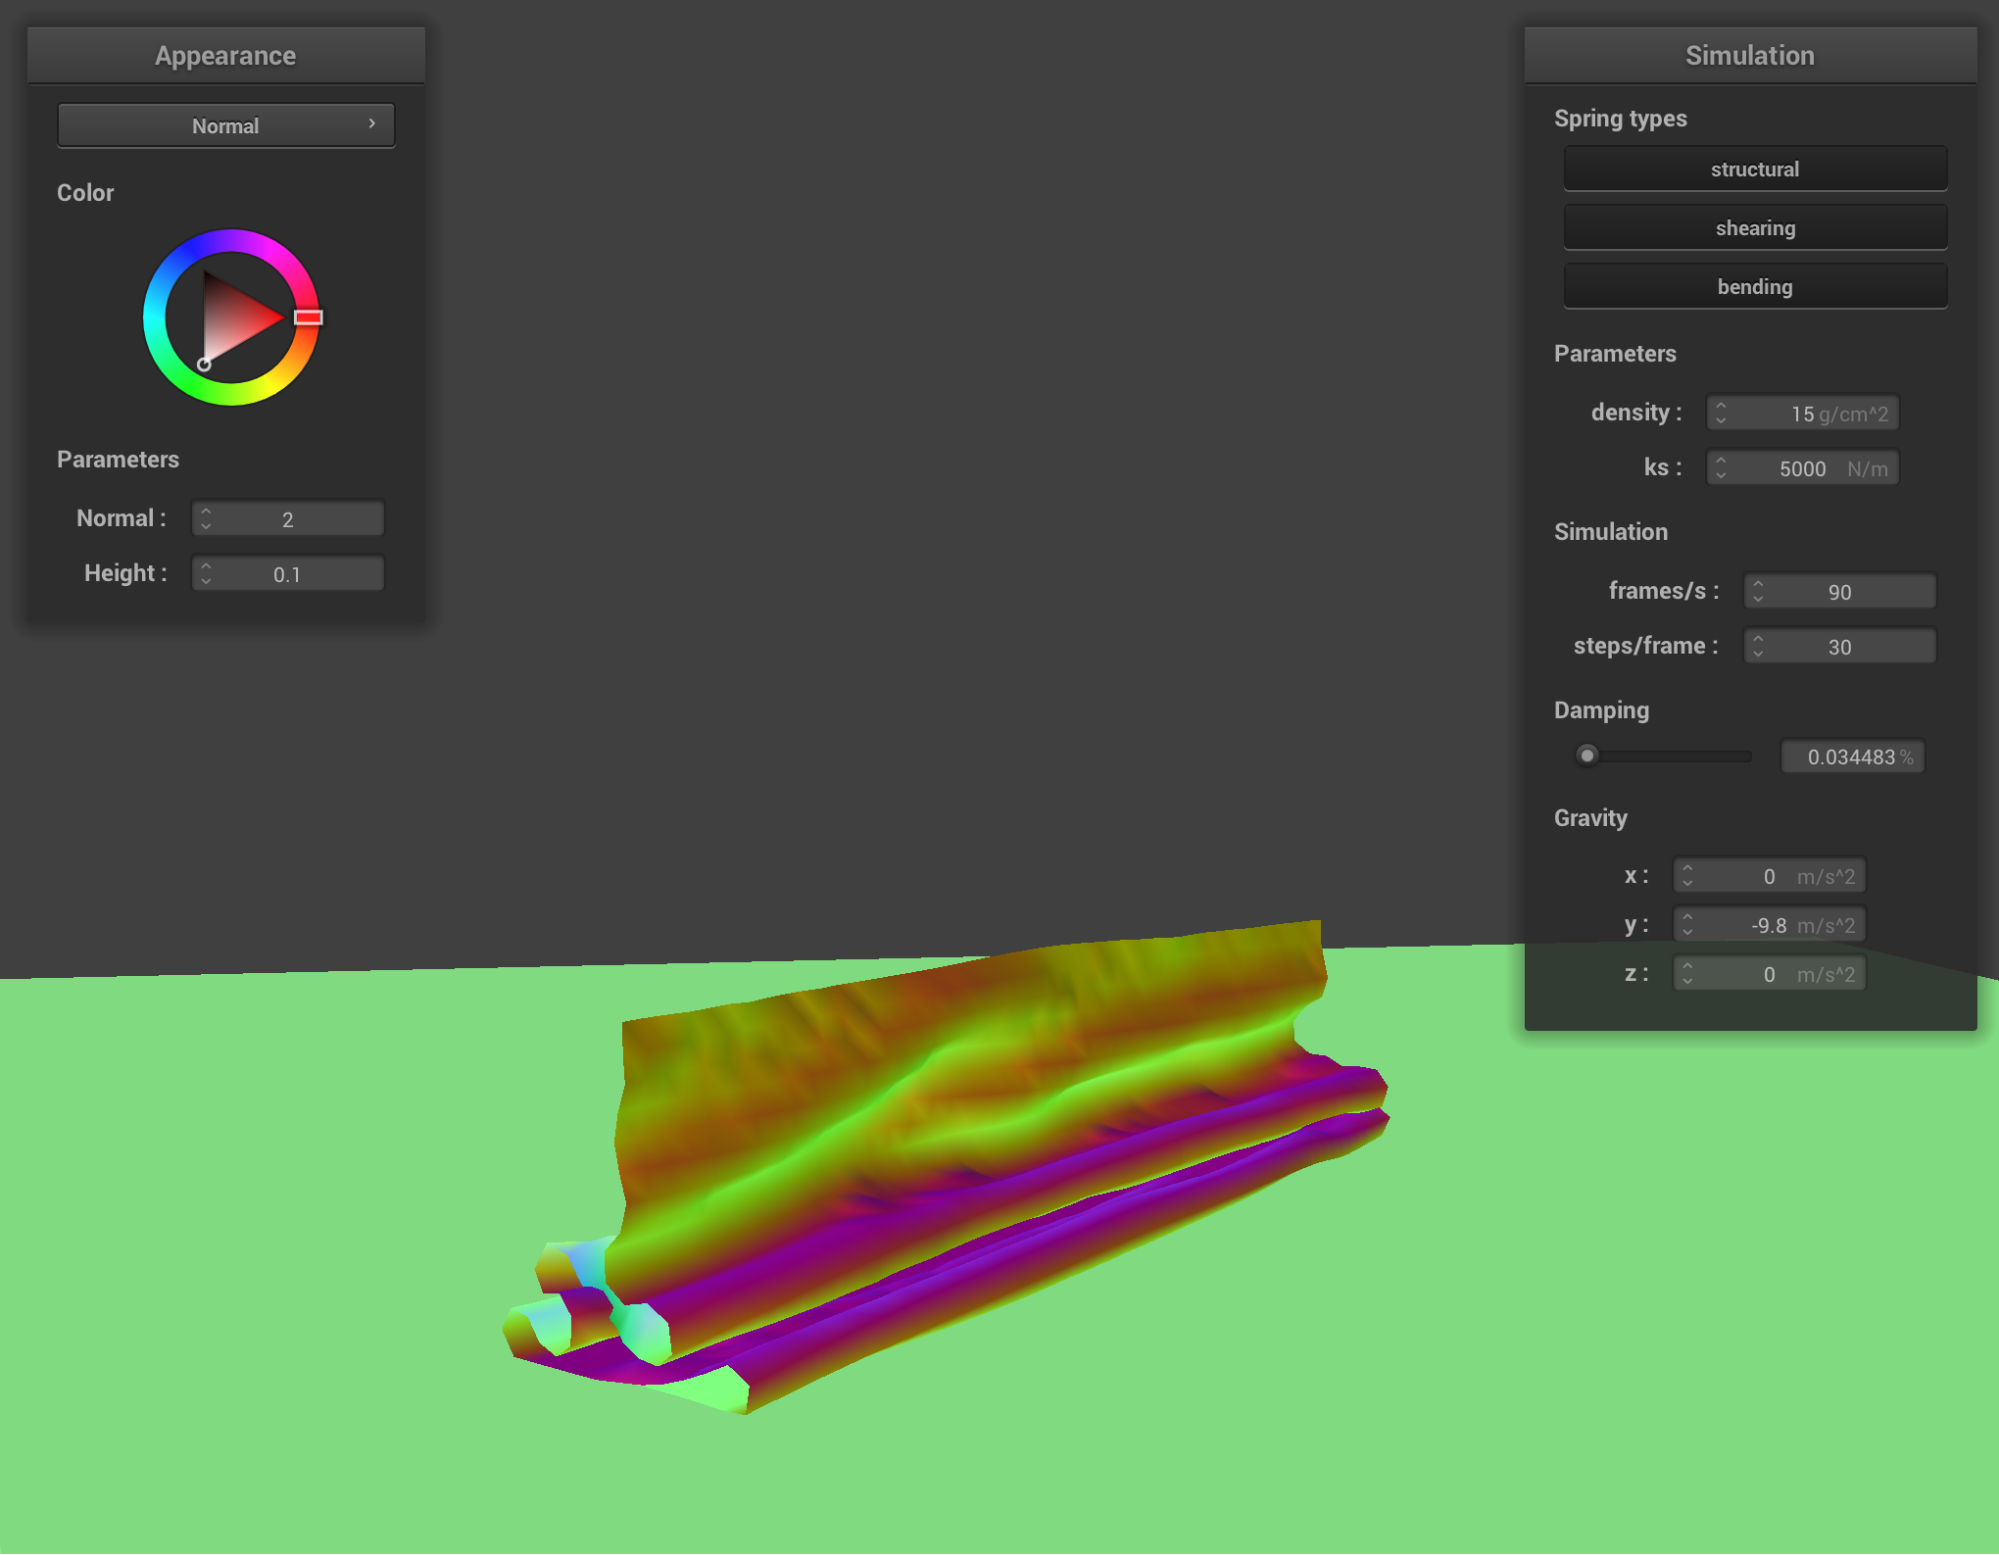 Appearance
Normal
Color
Parameters
Normal : 2
Height : 0.1
Simulation
Spring types
structural
shearing
bending
Parameters
density : 15 g/cm^2
ks : 5000 N/m
Simulation
frames/s : 90
steps/frame : 30
Damping
0.034483 %
Gravity
x : 0 m/s^2
y : -9.8 m/s^2
z : 0 m/s^2